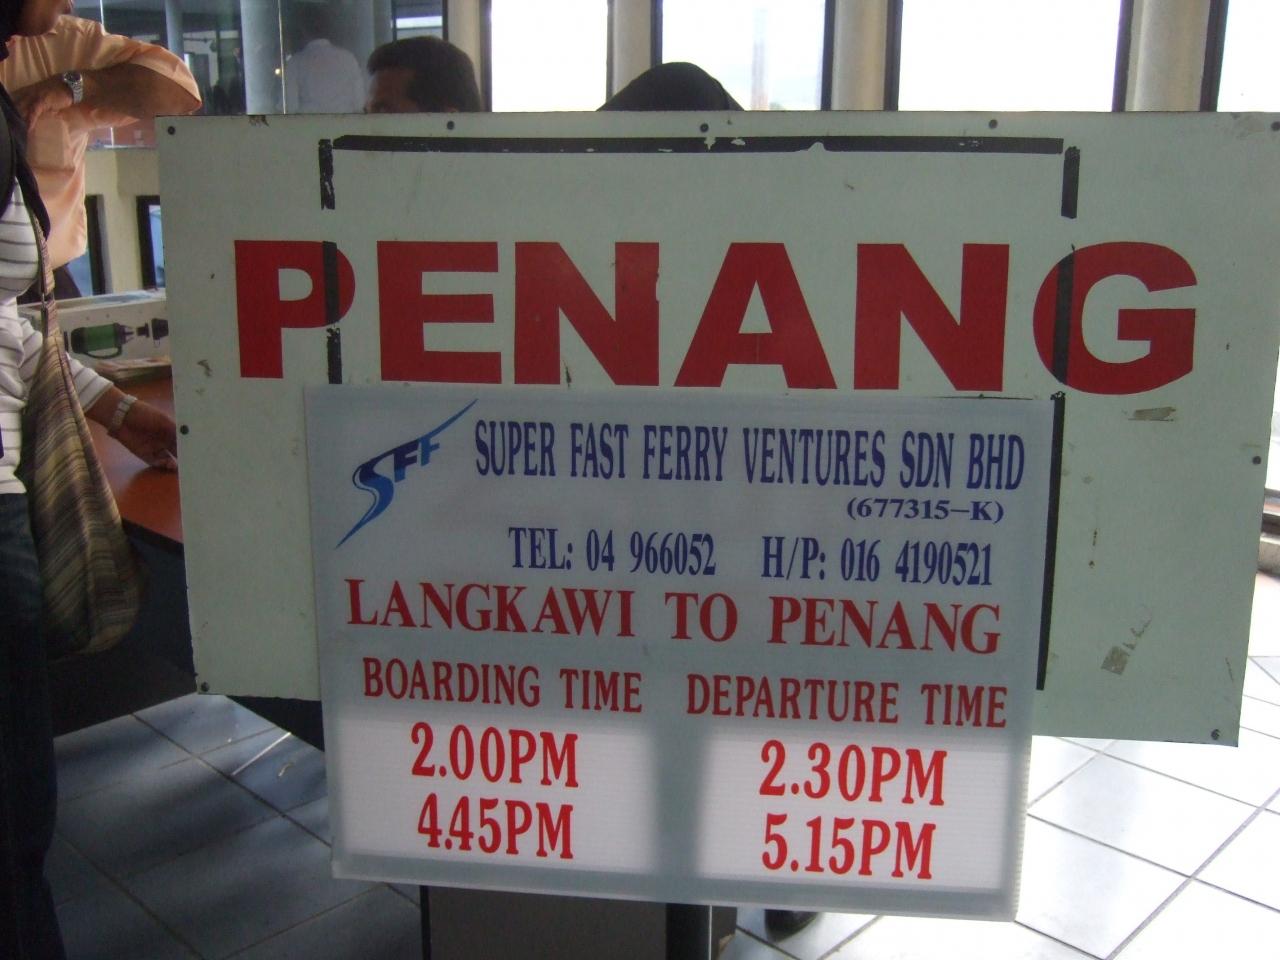 PENANG
SFF
SUPER FAST FERRY VENTURES SDN BHD
(677315-K)
TEL: 04 966052 H/P: 016 4190521
LANGKAWI TO PENANG
BOARDING TIME DEPARTURE TIME
2.00PM 2.30PM
4.45PM 5.15PM